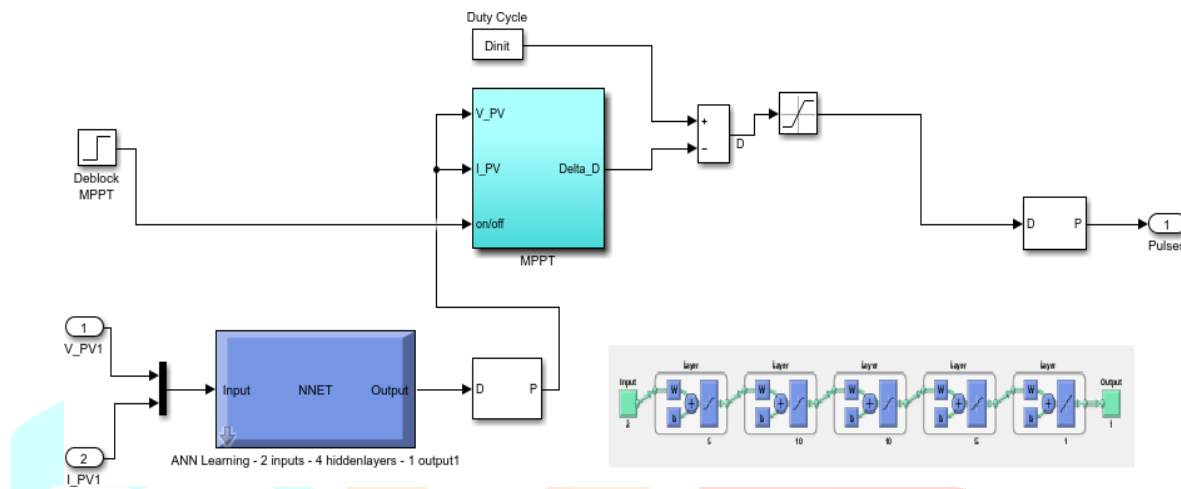 Duty Cycle
Dinit
V_PV
I_PV
Delta_D
on/off
MPPT
Deblock
MPPT
+
−
D
D
P
1
Pulses
1
V_PV1
2
I_PV1
Input
NNET
Output
ANN Learning - 2 inputs - 4 hiddenlayers - 1 output1
D
P
Layer
Layer
Layer
Layer
Layer
Input
Output
W
W
W
W
W
+
+
+
+
+
b
b
b
b
b
2
5
10
10
5
1
1